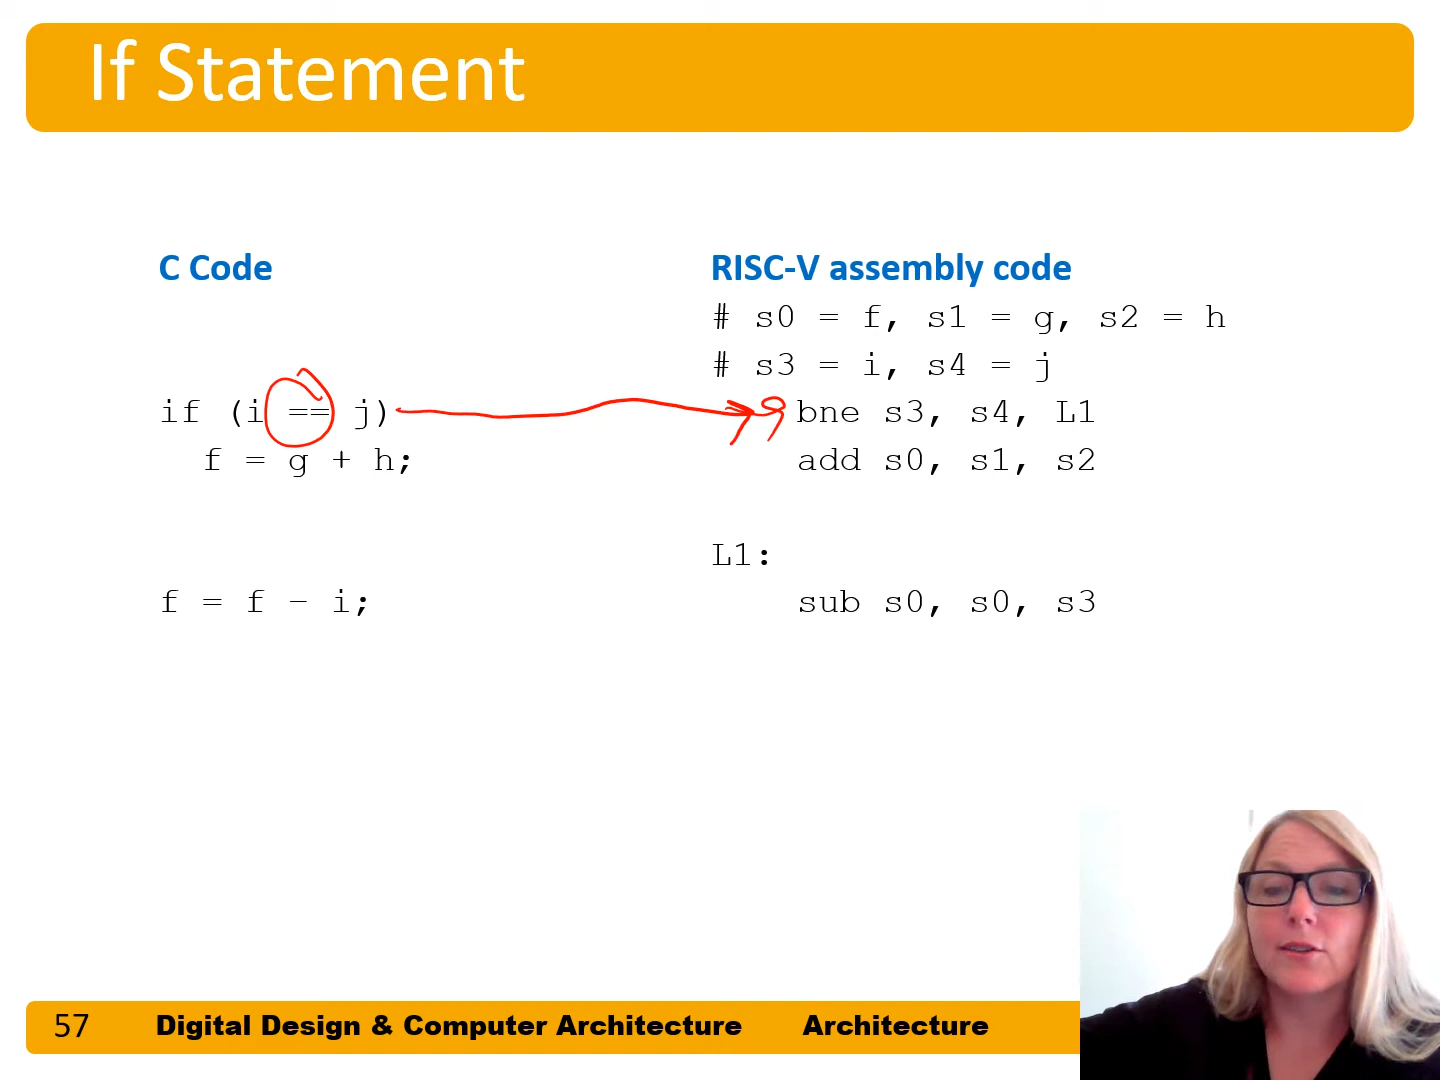 If Statement
C Code
RISC-V assembly code
# s0 = f, s1 = g, s2 = h
# s3 = i, s4 = j
if (i == j)
bne s3, s4, L1
f = g + h;
add s0, s1, s2
L1:
f = f - i;
sub s0, s0, s3
57
Digital Design & Computer Architecture
Architecture